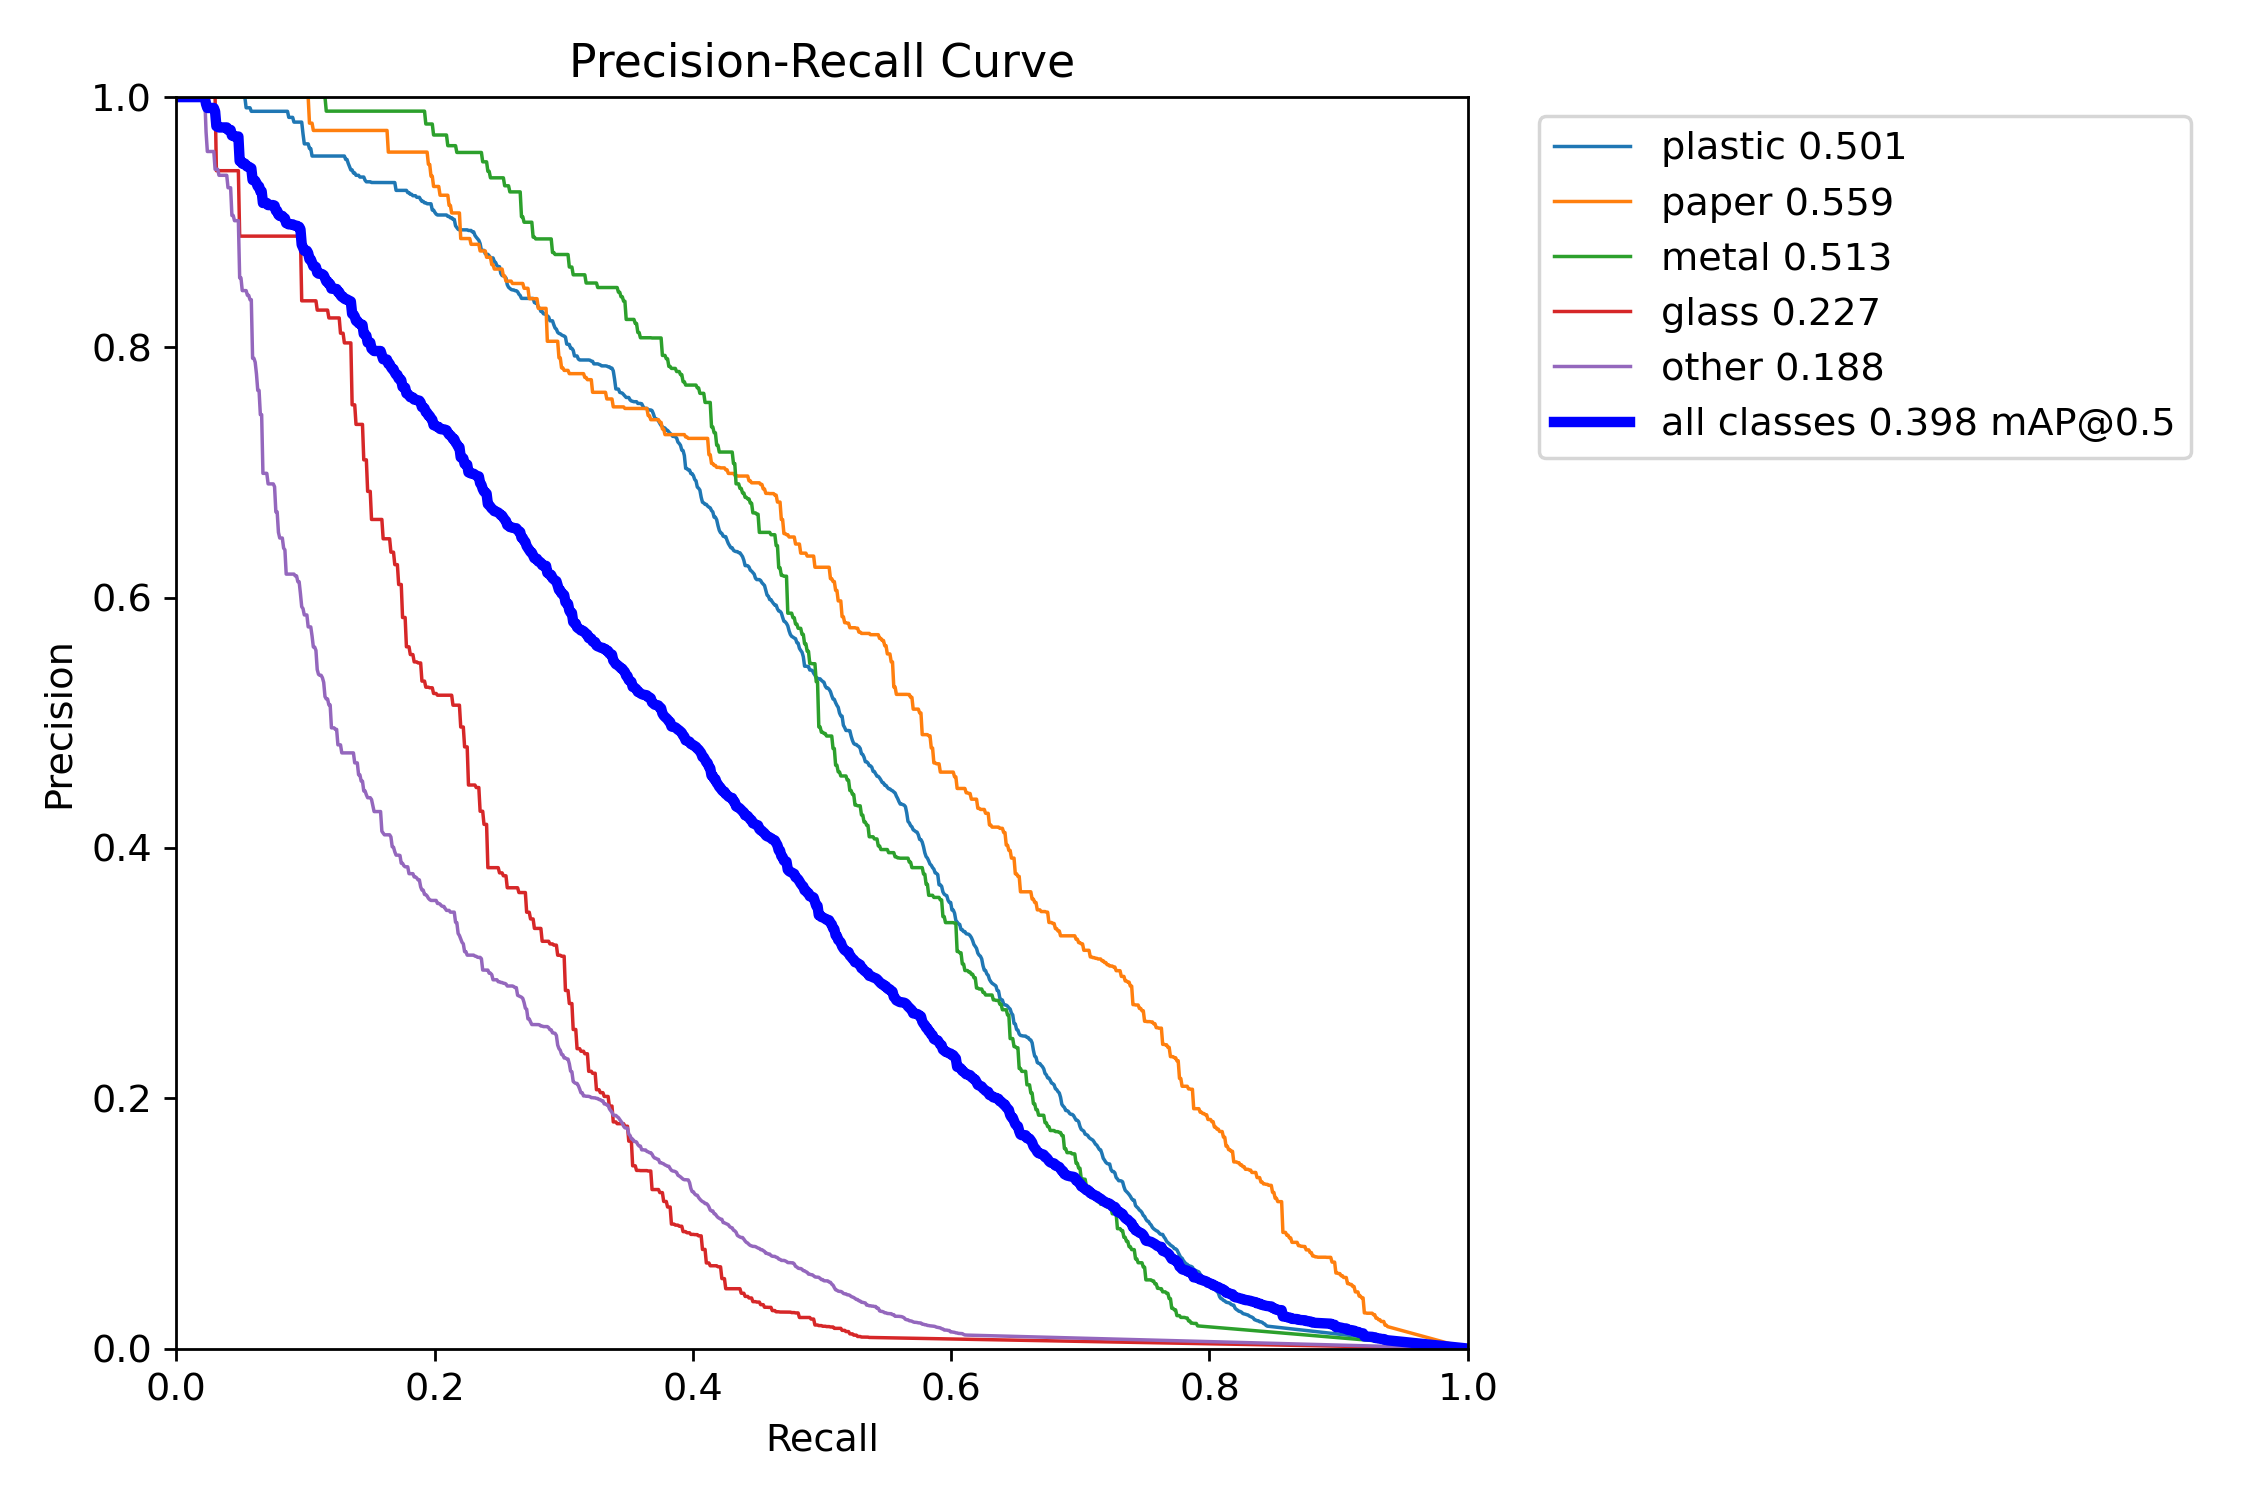 Precision-Recall Curve
1.0
0.8
0.6
0.4
0.2
0.0
Precision
0.0 0.2 0.4 0.6 0.8 1.0
Recall
plastic 0.501
paper 0.559
metal 0.513
glass 0.227
other 0.188
all classes 0.398 mAP@0.5